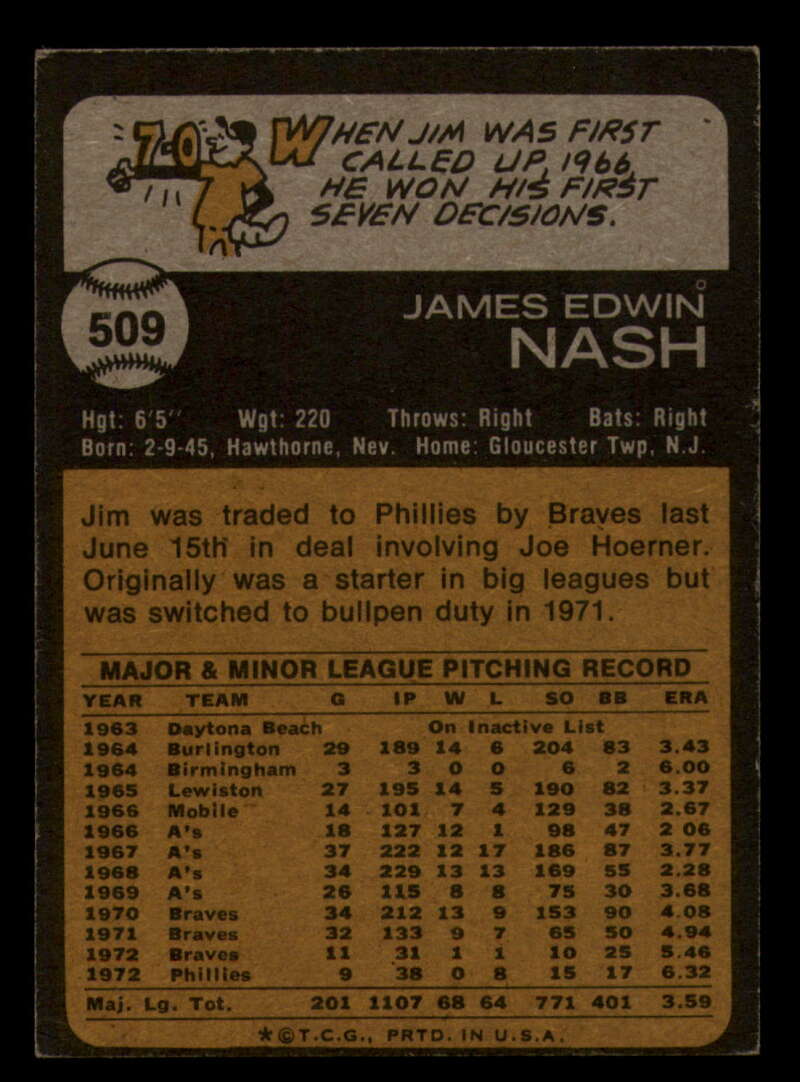 7-0
WHEN JIM WAS FIRST
CALLED UP, 1966,
HE WON HIS FIRST
SEVEN DECISIONS.
509
JAMES EDWIN
NASH
Hgt: 6'5" Wgt: 220 Throws: Right Bats: Right
Born: 2-9-45, Hawthorne, Nev. Home: Gloucester Twp, N.J.
Jim was traded to Phillies by Braves last
June 15th in deal involving Joe Hoerner.
Originally was a starter in big leagues but
was switched to bullpen duty in 1971.
MAJOR & MINOR LEAGUE PITCHING RECORD
YEAR TEAM G IP W L SO BB ERA
1963 Daytona Beach On Inactive List
1964 Burlington 29 189 14 6 204 83 3.43
1964 Birmingham 3 3 0 0 6 2 6.00
1965 Lewiston 27 195 14 5 190 82 3.37
1966 Mobile 14 101 7 4 129 38 2.67
1966 A's 18 127 12 1 98 47 2 06
1967 A's 37 222 12 17 186 87 3.77
1968 A's 34 229 13 13 169 55 2.28
1969 A's 26 115 8 8 75 30 3.68
1970 Braves 34 212 13 9 153 90 4.08
1971 Braves 32 133 9 7 65 50 4.94
1972 Braves 11 31 1 1 10 25 5.46
1972 Phillies 9 38 0 8 15 17 6.32
Maj. Lg. Tot. 201 1107 68 64 771 401 3.59
*©T.C.G., PRTD. IN U.S.A.